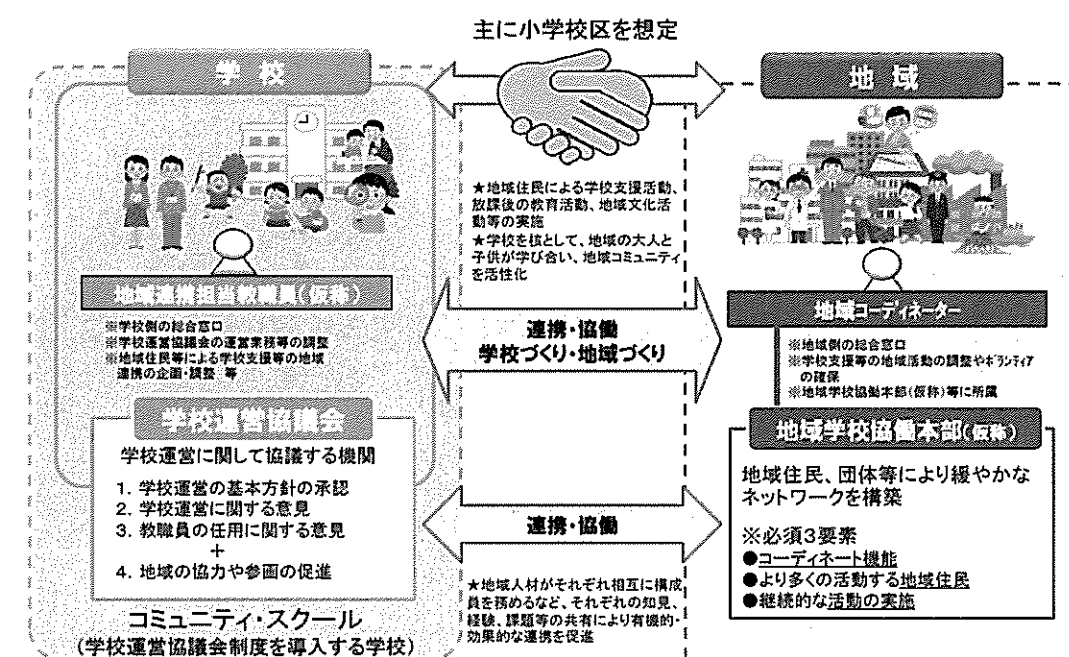 主に小学校区を想定
学校
地域
★地域住民による学校支援活動、
放課後の教育活動、地域文化活
動等の実施
★学校を核として、地域の大人と
子供が学び合い、地域コミュニティ
を活性化
地域連携担当教職員(仮称)
※学校側の総合窓口
※学校運営協議会の運営業務等の調整
※地域住民等による学校支援等の地域
連携の企画・調整 等
連携・協働
学校づくり・地域づくり
地域コーディネーター
※地域側の総合窓口
※学校支援等の地域活動の調整やボランティア
の確保
※地域学校協働本部(仮称)等に所属
学校運営協議会
学校運営に関して協議する機関
1. 学校運営の基本方針の承認
2. 学校運営に関する意見
3. 教職員の任用に関する意見
+
4. 地域の協力や参画の促進
コミュニティ・スクール
(学校運営協議会制度を導入する学校)
連携・協働
★地域人材がそれぞれ相互に構成
員を務めるなど、それぞれの知見、
経験、課題等の共有により有機的・
効果的な連携を促進
地域学校協働本部(仮称)
地域住民、団体等により緩やかな
ネットワークを構築
※必須3要素
●コーディネート機能
●より多くの活動する地域住民
●継続的な活動の実施